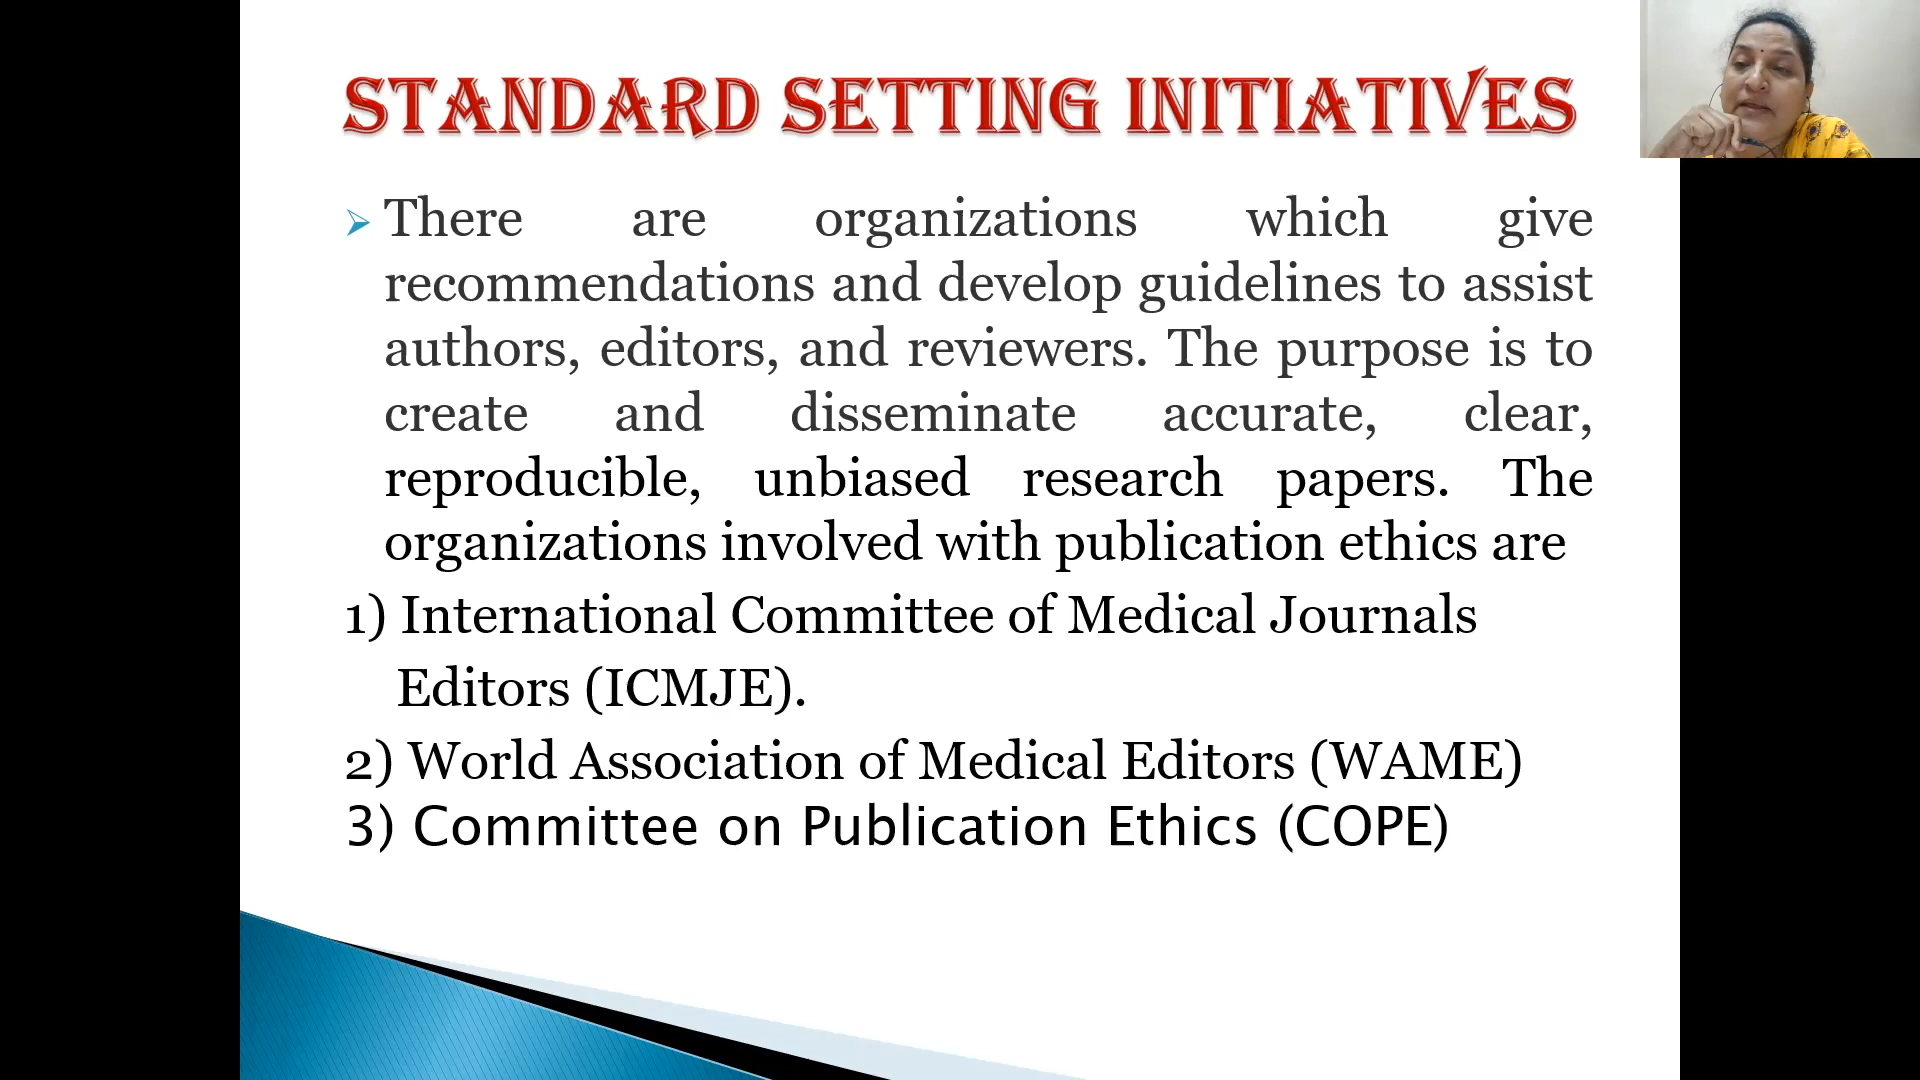 STANDARD SETTING INITIATIVES
There are organizations which give
recommendations and develop guidelines to assist
authors, editors, and reviewers. The purpose is to
create and disseminate accurate, clear,
reproducible, unbiased research papers. The
organizations involved with publication ethics are
1) International Committee of Medical Journals
Editors (ICMJE).
2) World Association of Medical Editors (WAME)
3) Committee on Publication Ethics (COPE)